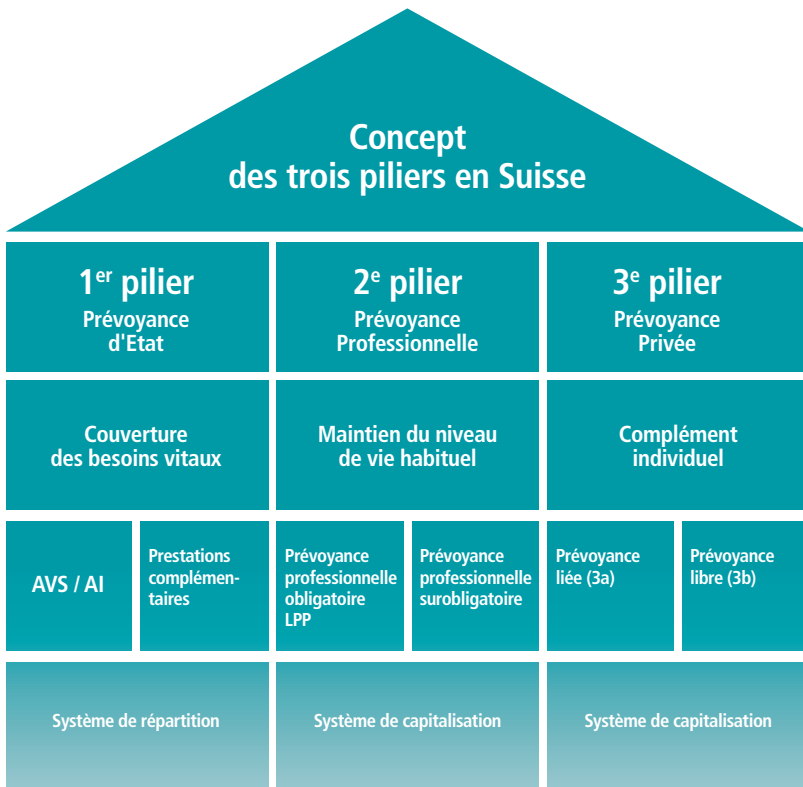 Concept
des trois piliers en Suisse
1er pilier
Prévoyance
d'Etat
2e pilier
Prévoyance
Professionnelle
3e pilier
Prévoyance
Privée
Couverture
des besoins vitaux
Maintien du niveau
de vie habituel
Complément
individuel
AVS / AI
Prestations
complémen-
taires
Prévoyance
professionnelle
obligatoire
LPP
Prévoyance
professionnelle
surobligatoire
Prévoyance
liée (3a)
Prévoyance
libre (3b)
Système de répartition
Système de capitalisation
Système de capitalisation